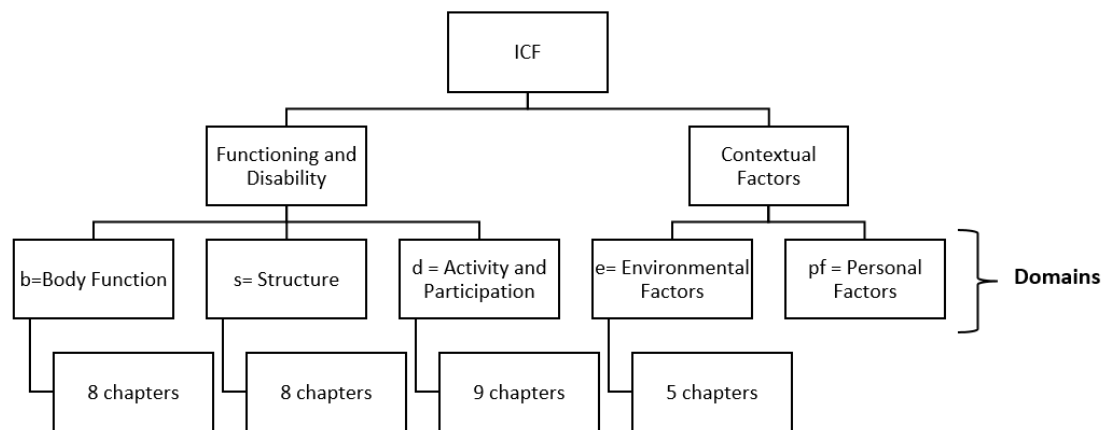 ICF
Functioning and
Disability
Contextual
Factors
b=Body Function
s= Structure
d = Activity and
Participation
e= Environmental
Factors
pf = Personal
Factors
Domains
8 chapters
8 chapters
9 chapters
5 chapters